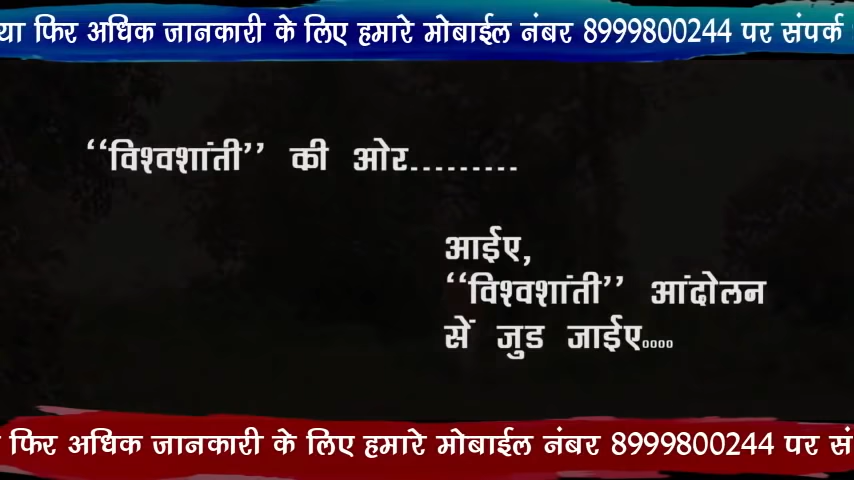 या फिर अधिक जानकारी के लिए हमारे मोबाईल नंबर 8999800244 पर संपर्क
“विश्वशांती” की ओर.........
आईए,
“विश्वशांती” आंदोलन
सें जुड जाईए....
फिर अधिक जानकारी के लिए हमारे मोबाईल नंबर 8999800244 पर सं